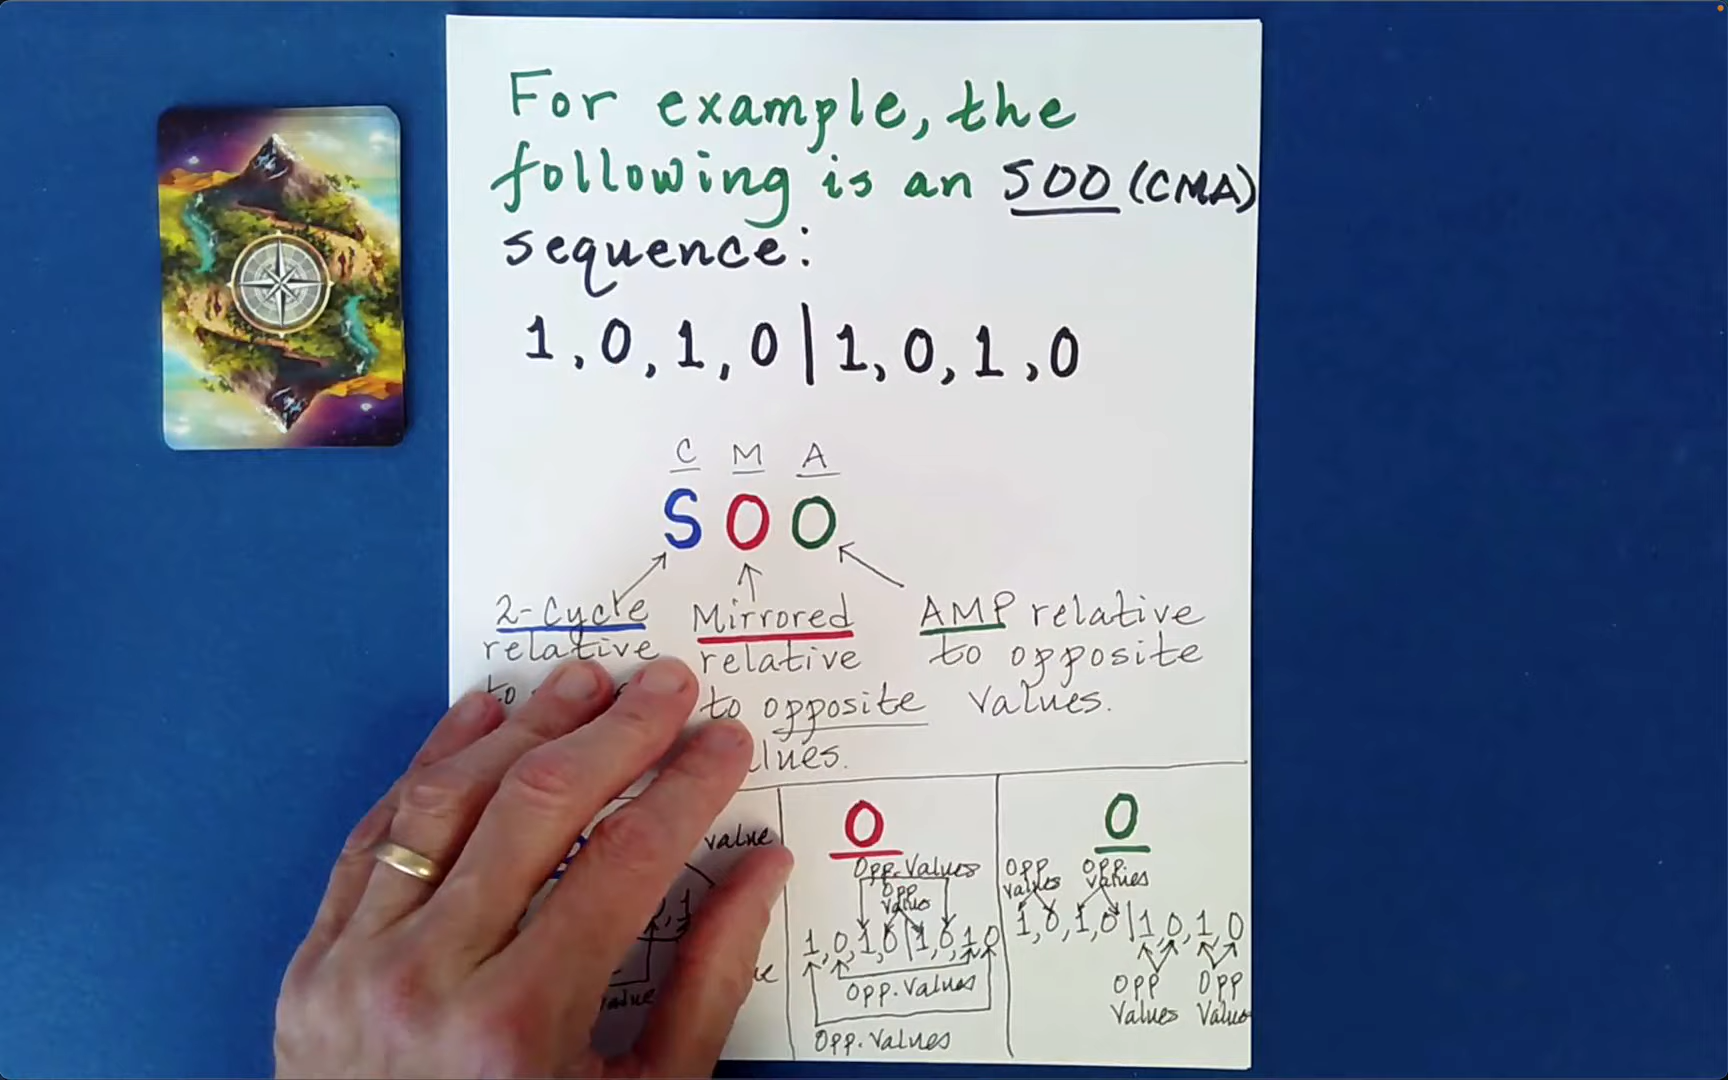 For example, the
following is an SOO (CMA)
sequence:
1, 0, 1, 0 | 1, 0, 1, 0
C M A
S O O
2-Cycle
relative
to
Mirrored
relative
to opposite
values.
AMP relative
to opposite
values.
value
value
O
Opp. Values
Opp
Values
1, 0, 1, 0 | 1, 0, 1, 0
Opp. Values
Opp. Values
O
Opp
Values
Opp.
Values
1, 0, 1, 0 | 1, 0, 1, 0
Opp
Values
Opp
Values